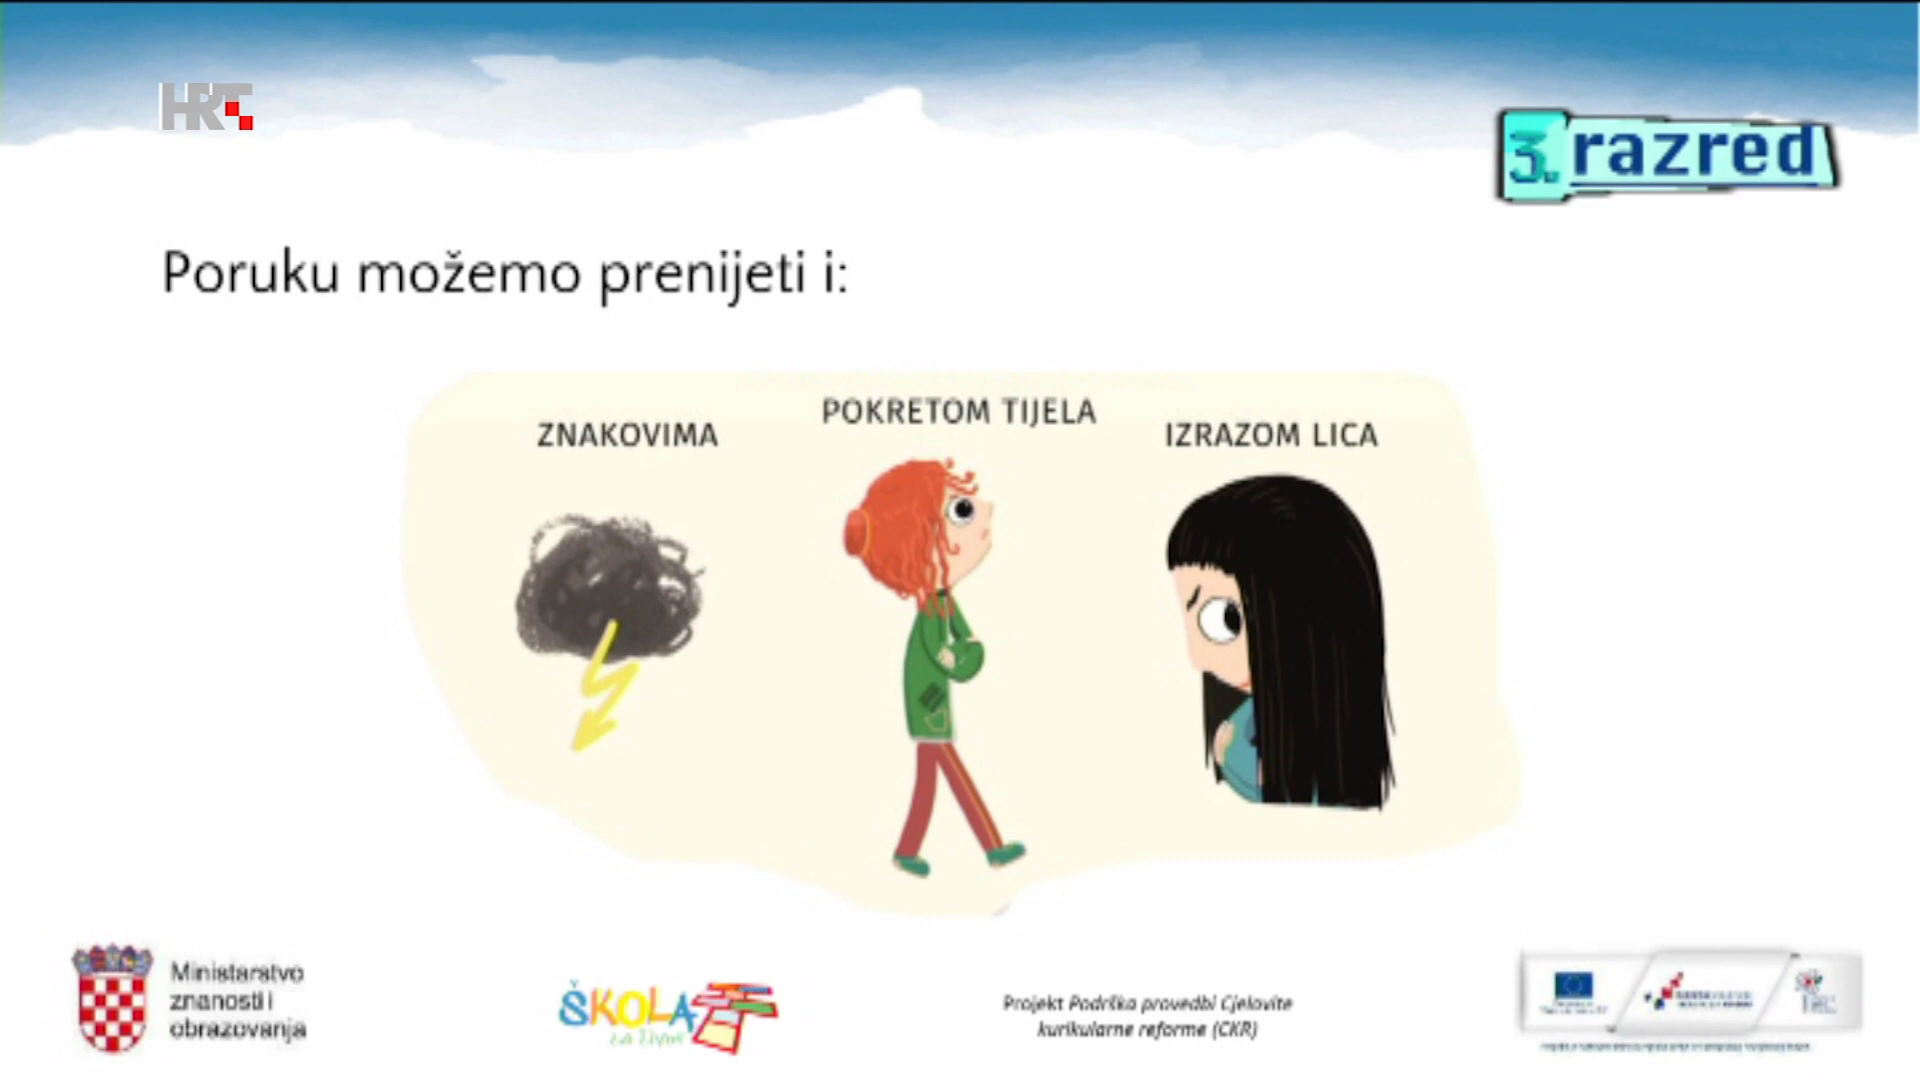 HRT
3. razred
Poruku možemo prenijeti i:
POKRETOM TIJELA
ZNAKOVIMA
IZRAZOM LICA
Ministarstvo
znanosti i
obrazovanja
ŠKOLA
za život
Projekt Podrška provedbi Cjelovite
kurikularne reforme (CKR)